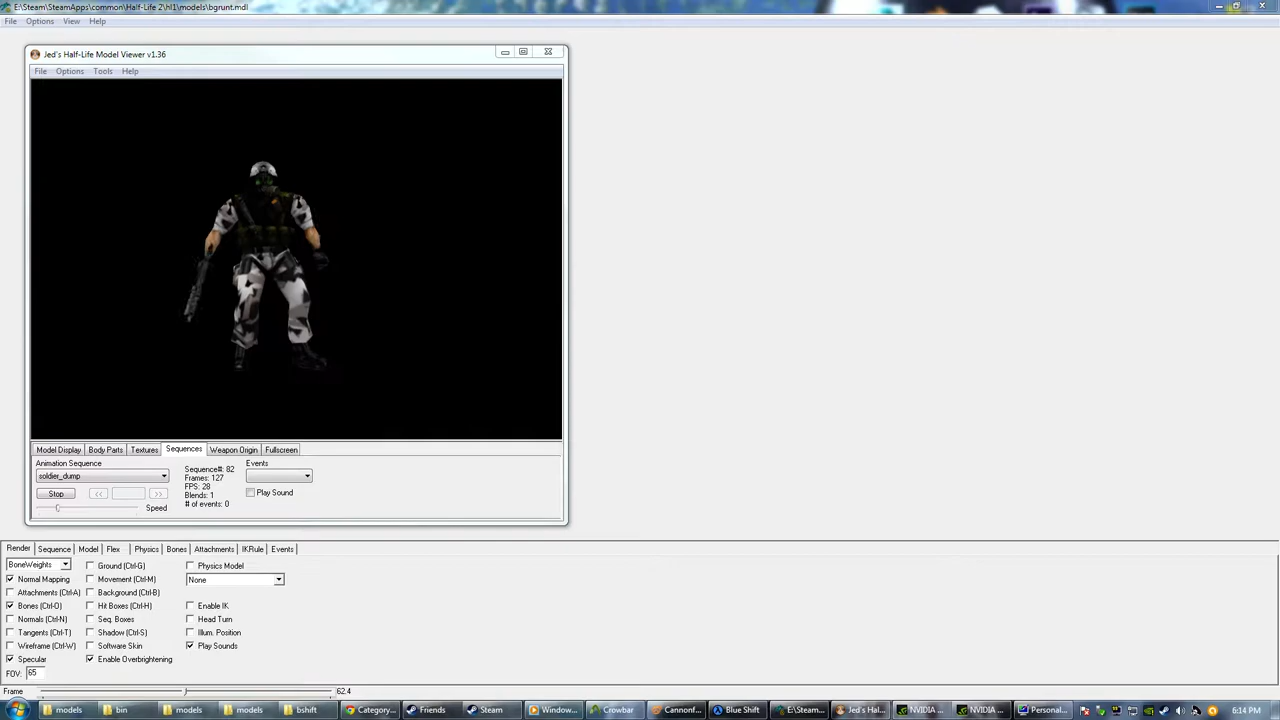 E:\Steam\SteamApps\common\Half-Life 2\hl1\models\bgrunt.mdl
File Options View Help
Jed's Half-Life Model Viewer v1.36
File Options Tools Help
Model Display Body Parts Textures Sequences Weapon Origin Fullscreen
Animation Sequence
soldier_dump
Stop << >>
Speed
Sequence#: 82
Frames: 127
FPS: 28
Blends: 1
# of events: 0
Events
Play Sound
Render Sequence Model Flex Physics Bones Attachments IKRule Events
BoneWeights Ground (Ctrl-G) Physics Model
Normal Mapping Movement (Ctrl-M) None
Attachments (Ctrl-A) Background (Ctrl-B)
Bones (Ctrl-O) Hit Boxes (Ctrl-H) Enable IK
Normals (Ctrl-N) Seq. Boxes Head Turn
Tangents (Ctrl-T) Shadow (Ctrl-S) Illum. Position
Wireframe (Ctrl-W) Software Skin Play Sounds
Specular Enable Overbrightening
FOV: 65
Frame 62.4
models bin models models bshift Category... Friends Steam Window... Crowbar Cannonf... Blue Shift E:\Steam... Jed's Hal... NVIDIA ... NVIDIA ... Personal... 6:14 PM